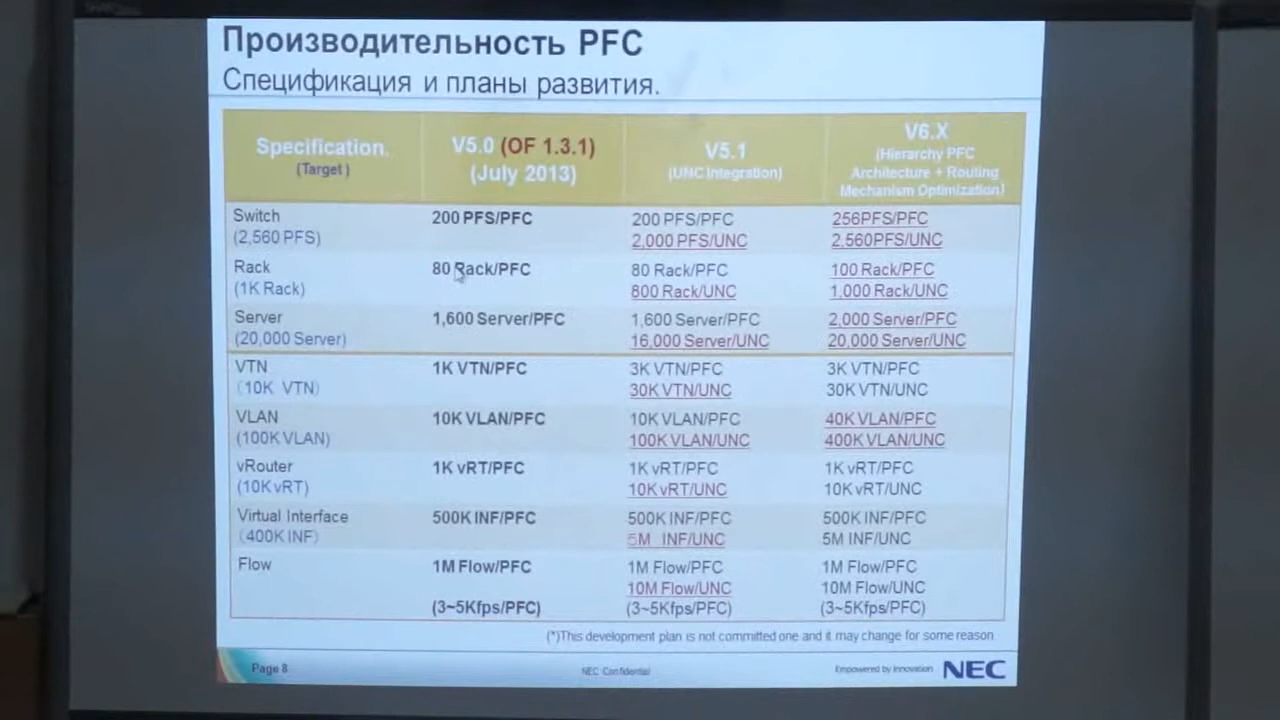 Производительность PFC
Спецификация и планы развития.
Specification.
(Target )
V5.0 (OF 1.3.1)
(July 2013)
V5.1
(UNC Integration)
V6.X
(Hierarchy PFC
Architecture + Routing
Mechanism Optimization)
Switch
(2,560 PFS)
200 PFS/PFC
200 PFS/PFC
2,000 PFS/UNC
256PFS/PFC
2,560PFS/UNC
Rack
(1K Rack)
80 Rack/PFC
80 Rack/PFC
800 Rack/UNC
100 Rack/PFC
1,000 Rack/UNC
Server
(20,000 Server)
1,600 Server/PFC
1,600 Server/PFC
16,000 Server/UNC
2,000 Server/PFC
20,000 Server/UNC
VTN
(10K VTN)
1K VTN/PFC
3K VTN/PFC
30K VTN/UNC
3K VTN/PFC
30K VTN/UNC
VLAN
(100K VLAN)
10K VLAN/PFC
10K VLAN/PFC
100K VLAN/UNC
40K VLAN/PFC
400K VLAN/UNC
vRouter
(10K vRT)
1K vRT/PFC
1K vRT/PFC
10K vRT/UNC
1K vRT/PFC
10K vRT/UNC
Virtual Interface
(400K INF)
500K INF/PFC
500K INF/PFC
5M INF/UNC
500K INF/PFC
5M INF/UNC
Flow
1M Flow/PFC
(3~5Kfps/PFC)
1M Flow/PFC
10M Flow/UNC
(3~5Kfps/PFC)
1M Flow/PFC
10M Flow/UNC
(3~5Kfps/PFC)
(*)This development plan is not committed one and it may change for some reason
Page 8
NEC Confidential
Empowered by Innovation
NEC